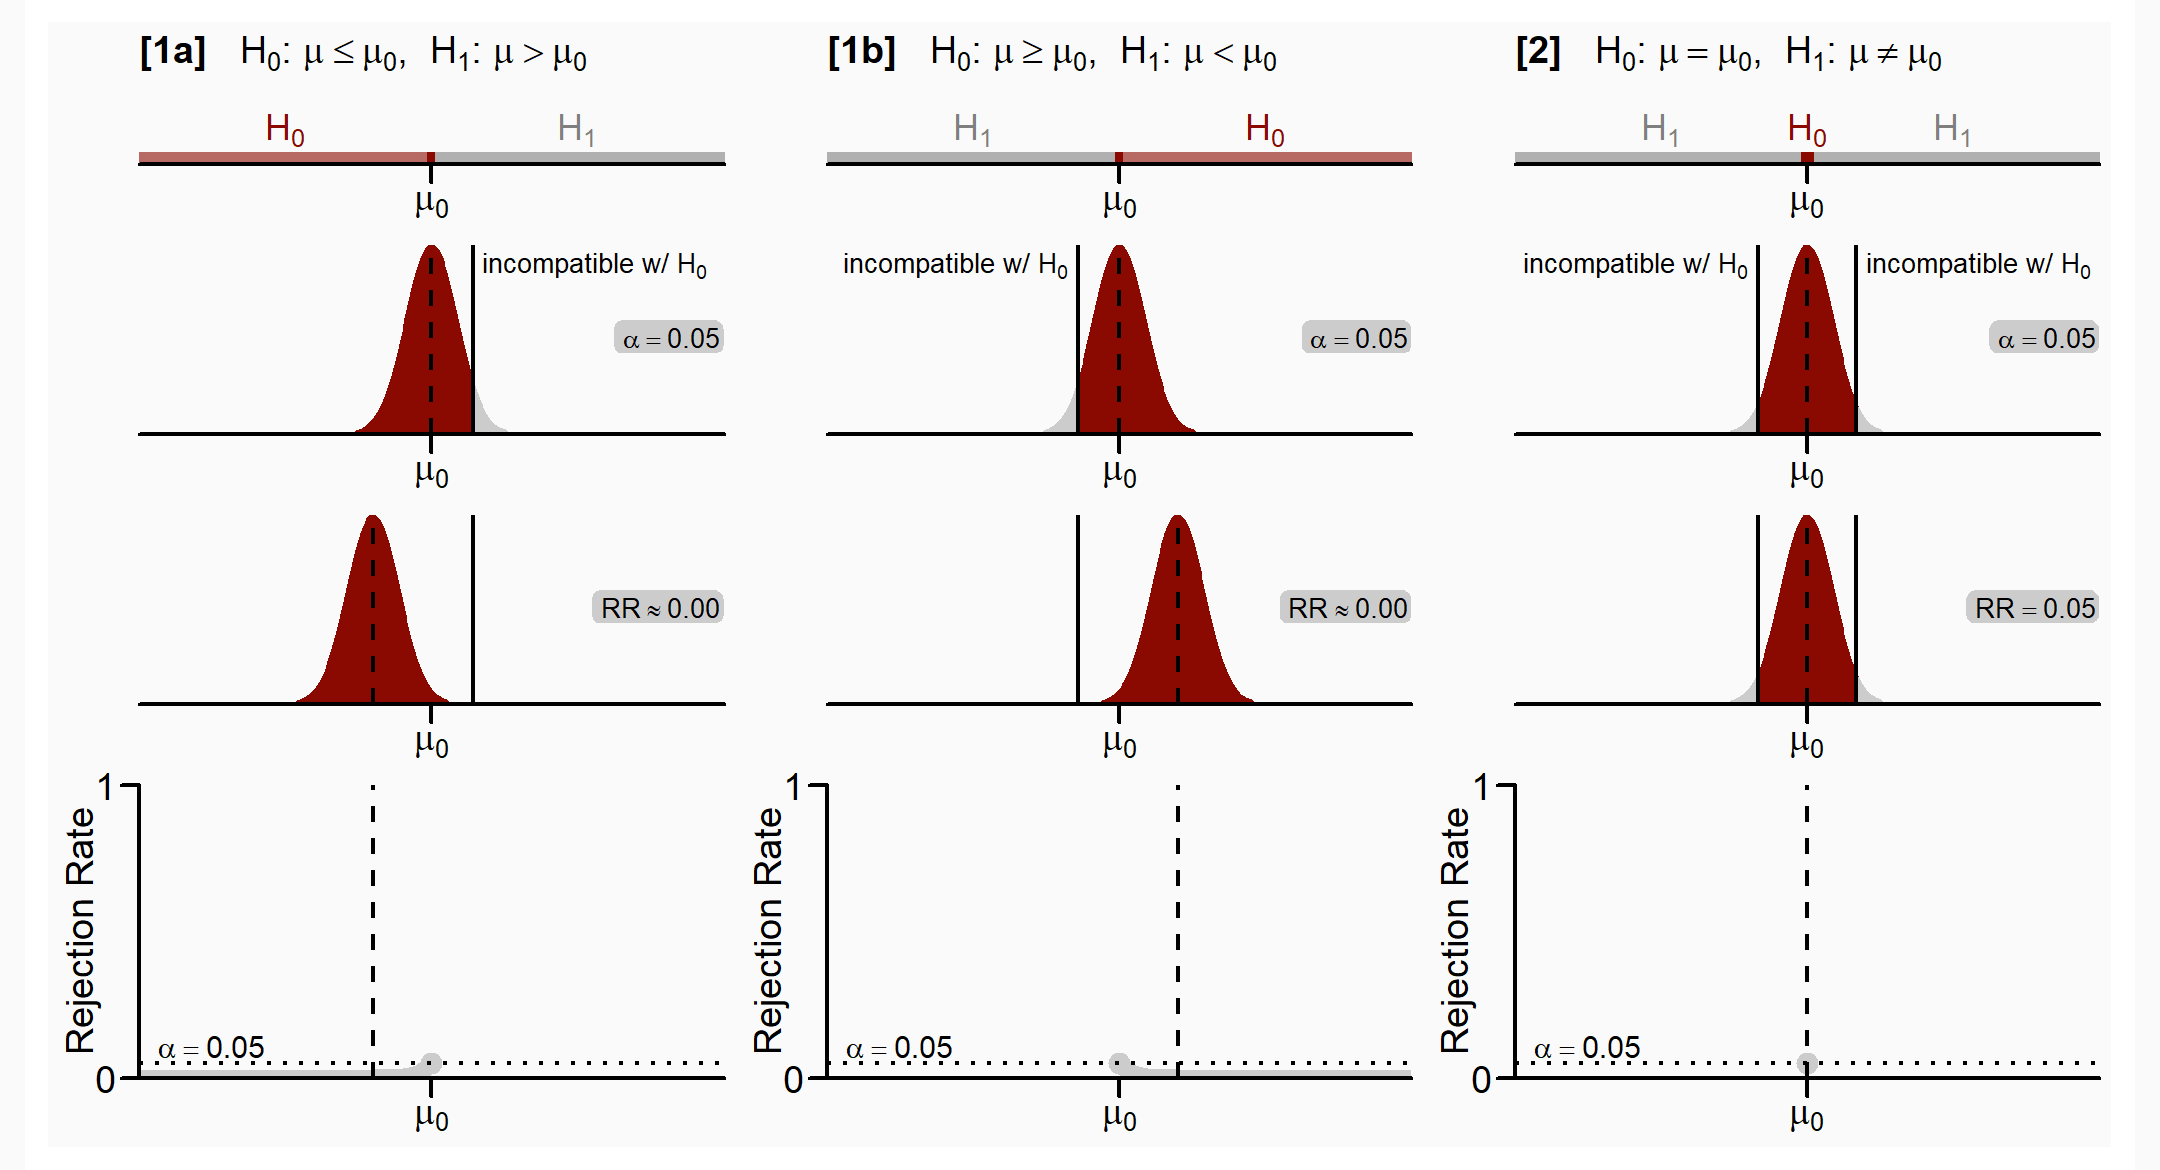 [1a] H₀: μ ≤ μ₀, H₁: μ > μ₀
H₀ H₁
μ₀
incompatible w/ H₀
α = 0.05
μ₀
RR ≈ 0.00
μ₀
1
Rejection Rate
α = 0.05
0
μ₀
[1b] H₀: μ ≥ μ₀, H₁: μ < μ₀
H₁ H₀
μ₀
incompatible w/ H₀
α = 0.05
μ₀
RR ≈ 0.00
μ₀
1
Rejection Rate
α = 0.05
0
μ₀
[2] H₀: μ = μ₀, H₁: μ ≠ μ₀
H₁ H₀ H₁
μ₀
incompatible w/ H₀ incompatible w/ H₀
α = 0.05
μ₀
RR = 0.05
μ₀
1
Rejection Rate
α = 0.05
0
μ₀